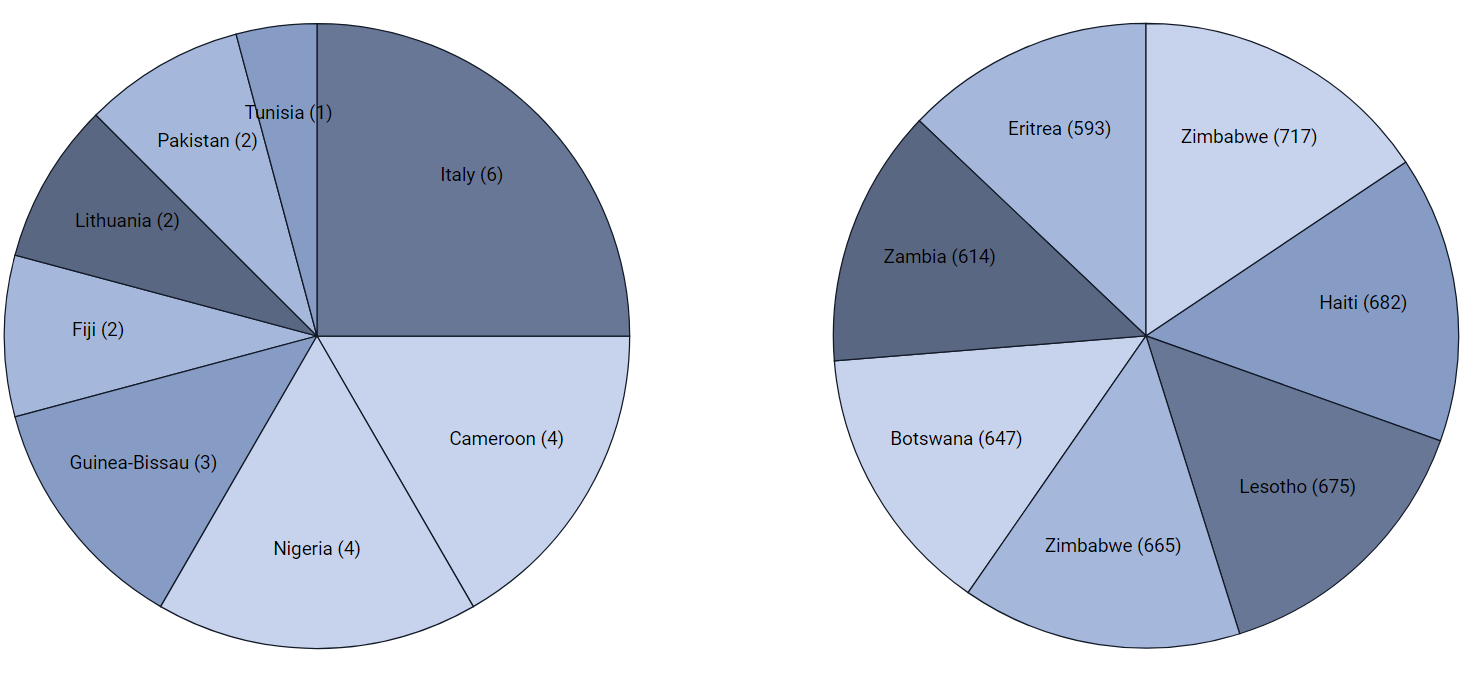 Tunisia (1)
Pakistan (2)
Italy (6)
Lithuania (2)
Fiji (2)
Cameroon (4)
Guinea-Bissau (3)
Nigeria (4)
Eritrea (593)
Zimbabwe (717)
Zambia (614)
Haiti (682)
Botswana (647)
Lesotho (675)
Zimbabwe (665)